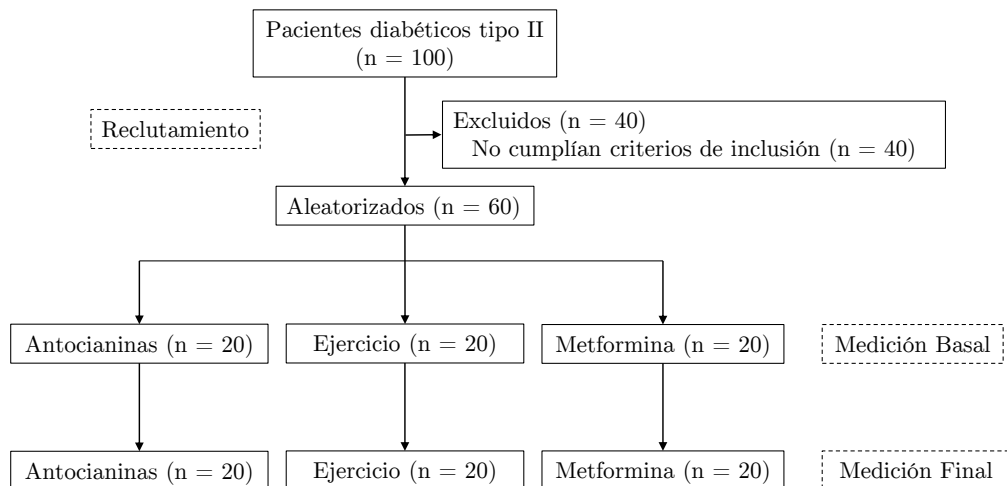 Pacientes diabéticos tipo II
(n = 100)
Reclutamiento
Excluidos (n = 40)
No cumplían criterios de inclusión (n = 40)
Aleatorizados (n = 60)
Antocianinas (n = 20)
Ejercicio (n = 20)
Metformina (n = 20)
Medición Basal
Antocianinas (n = 20)
Ejercicio (n = 20)
Metformina (n = 20)
Medición Final